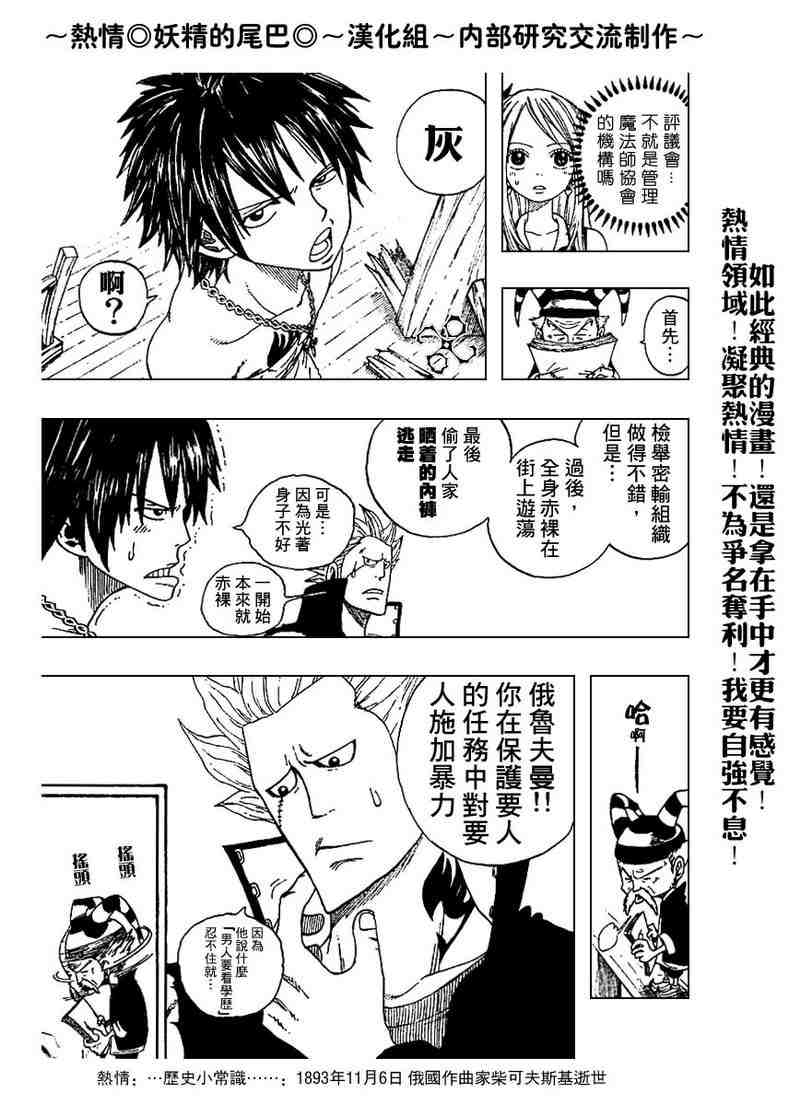 ～熱情◎妖精的尾巴◎～漢化組～内部研究交流制作～
評議會…
不就是管理
魔法師協會
的機構嗎
灰
啊？
首先…
如此經典的漫畫！還是拿在手中才更有感覺！
熱情領域！凝聚熱情！不為爭名奪利！我要自強不息！
檢舉密輸組織
做得不錯，
但是…
過後，
全身赤裸在
街上遊蕩
最後
偷了人家
晒着的內褲
逃走
可是…
因為光著
身子不好
一開始
本來就
赤裸
哈啊——
俄魯夫曼!!
你在保護要人
的任務中對要
人施加暴力
因為
他說什麼
「男人要看學歷」
忍不住就…
搖頭
搖頭
熱情：…歷史小常識……：1893年11月6日 俄國作曲家柴可夫斯基逝世